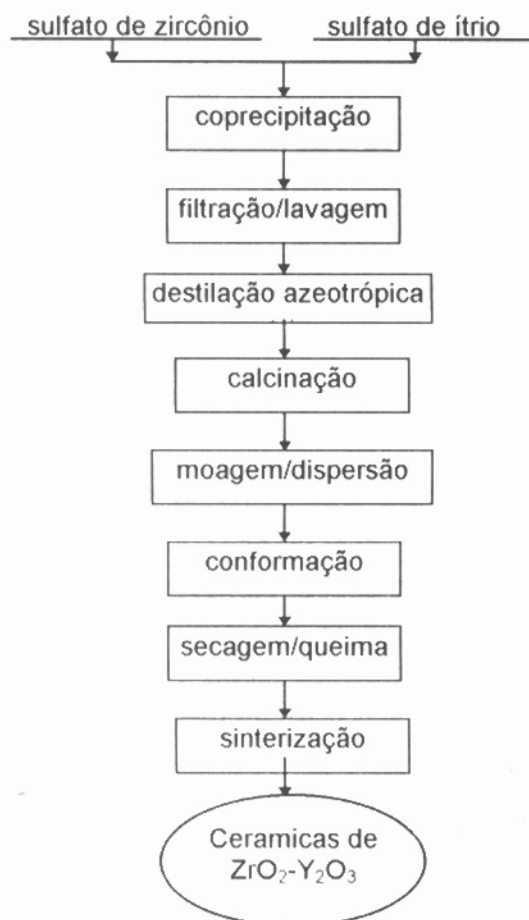 sulfato de zircônio
sulfato de ítrio
coprecipitação
filtração/lavagem
destilação azeotrópica
calcinação
moagem/dispersão
conformação
secagem/queima
sinterização
Ceramicas de
ZrO₂-Y₂O₃